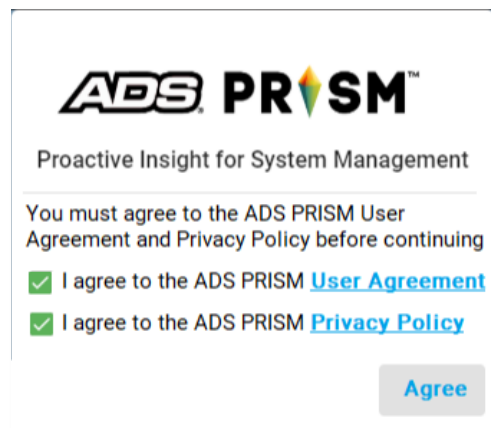 ADS® PRISM™
Proactive Insight for System Management
You must agree to the ADS PRISM User
Agreement and Privacy Policy before continuing
I agree to the ADS PRISM User Agreement
I agree to the ADS PRISM Privacy Policy
Agree